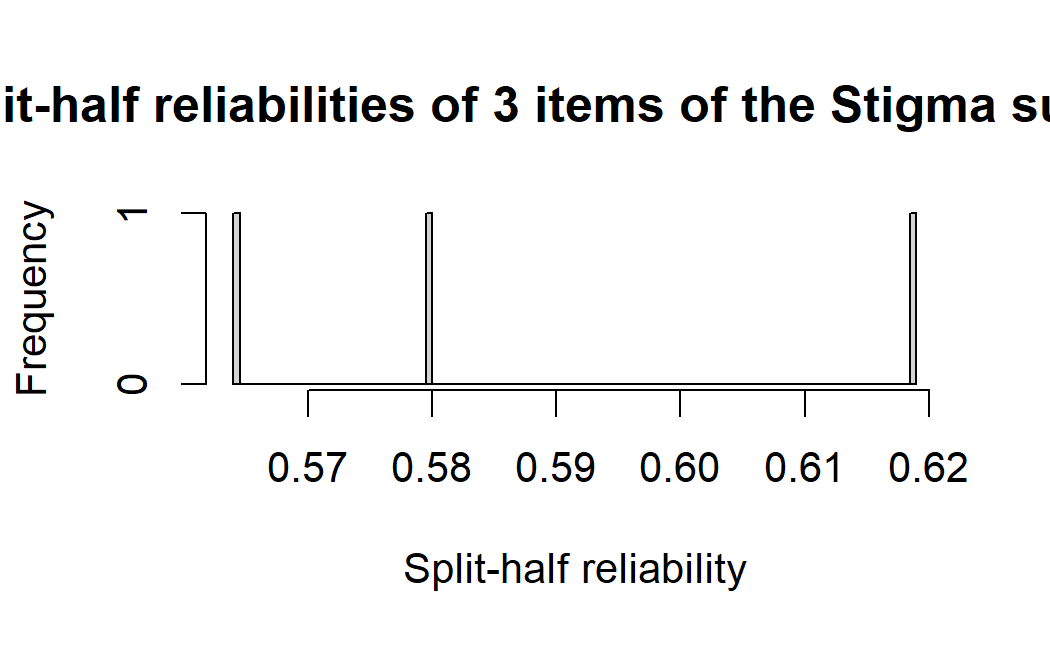 it-half reliabilities of 3 items of the Stigma su
Frequency
1
0
0.57 0.58 0.59 0.60 0.61 0.62
Split-half reliability